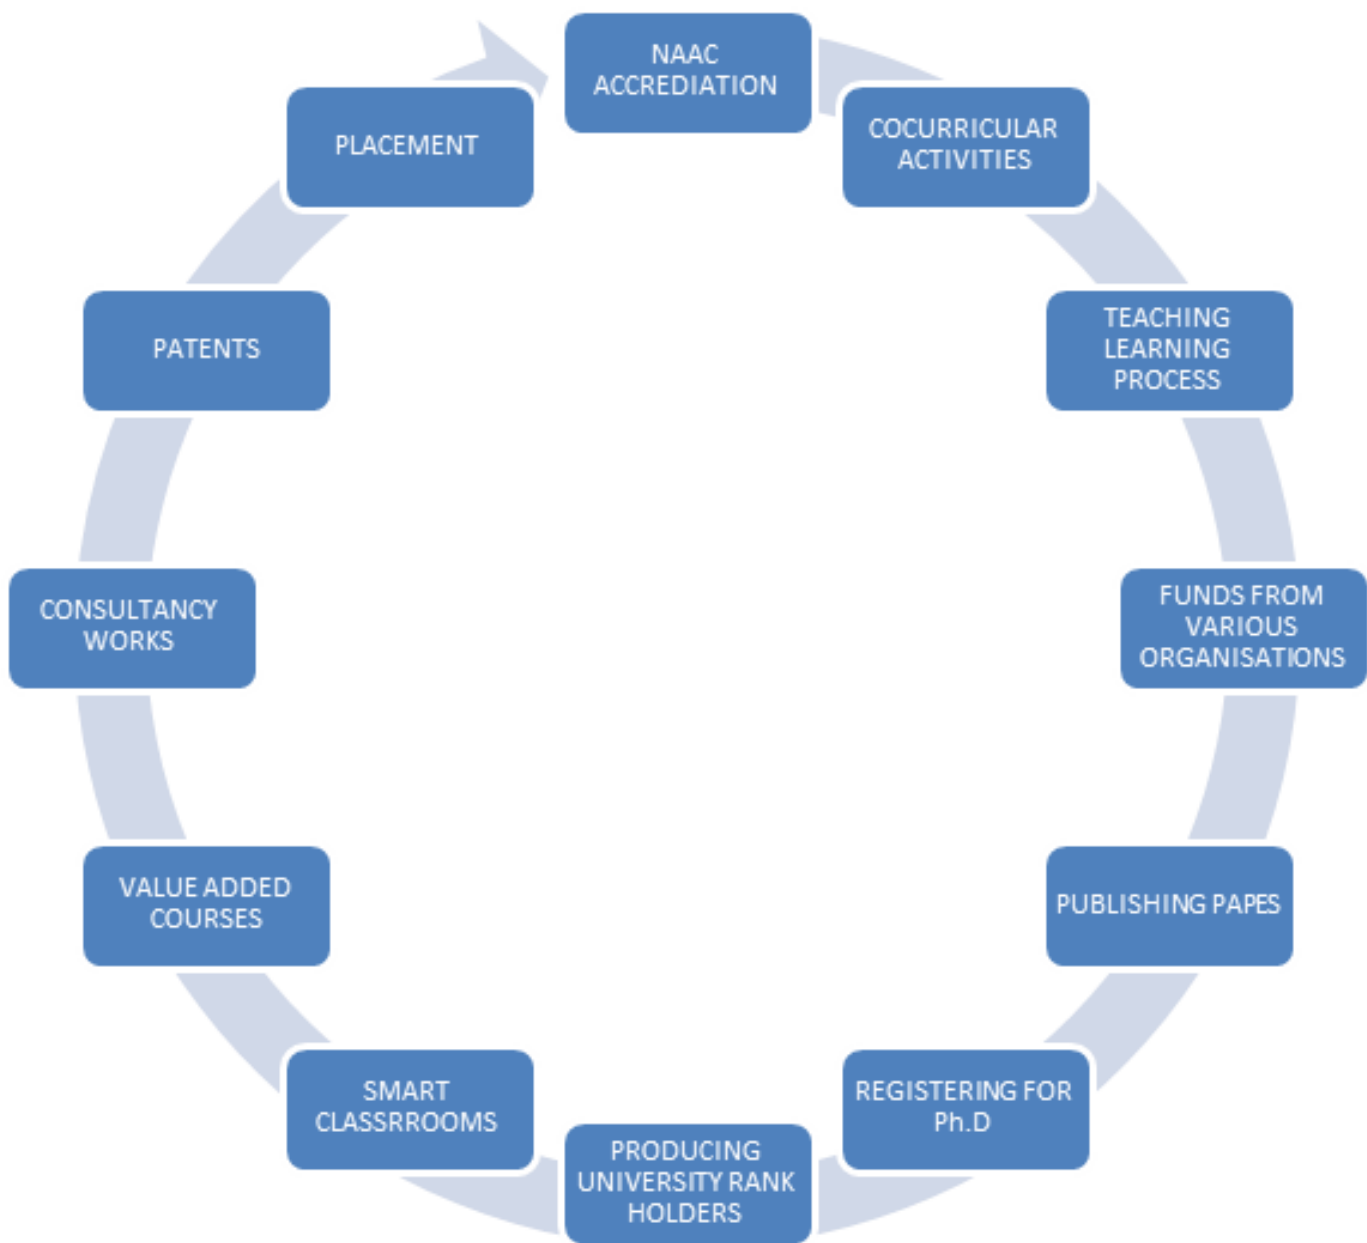 NAAC
ACCREDIATION
COCURRICULAR
ACTIVITIES
TEACHING
LEARNING
PROCESS
FUNDS FROM
VARIOUS
ORGANISATIONS
PUBLISHING PAPES
REGISTERING FOR
Ph.D
PRODUCING
UNIVERSITY RANK
HOLDERS
SMART
CLASSRROOMS
VALUE ADDED
COURSES
CONSULTANCY
WORKS
PATENTS
PLACEMENT